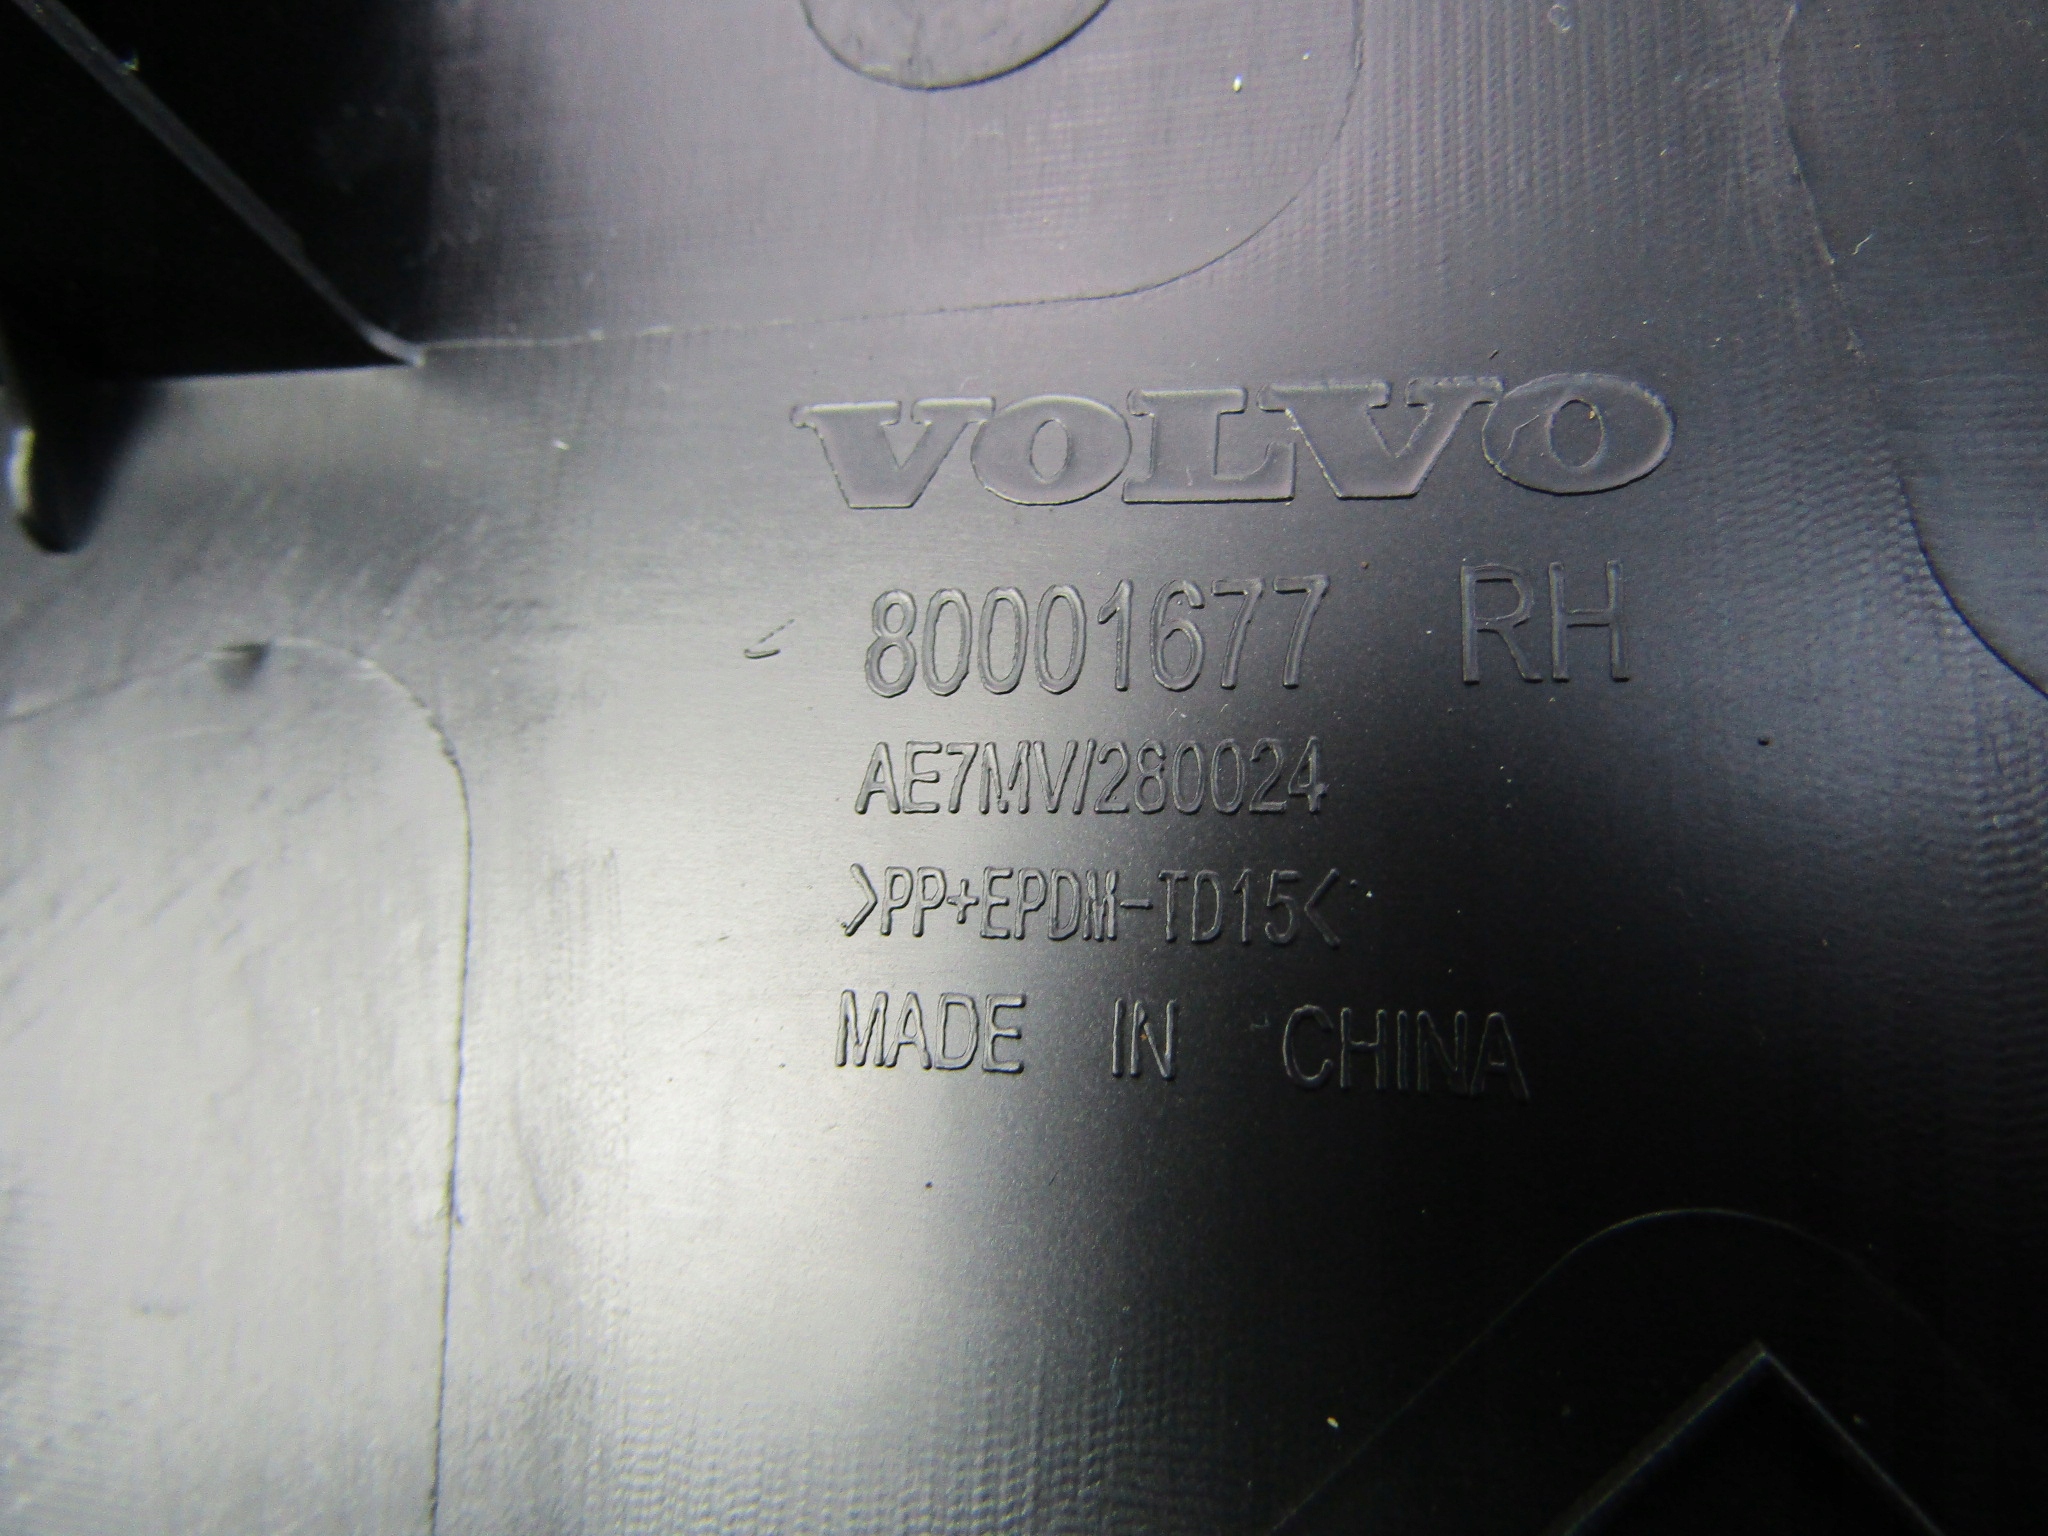 VOLVO
80001677 RH
AE7MV/280024
>PP+EPDM-TD15<
MADE IN CHINA